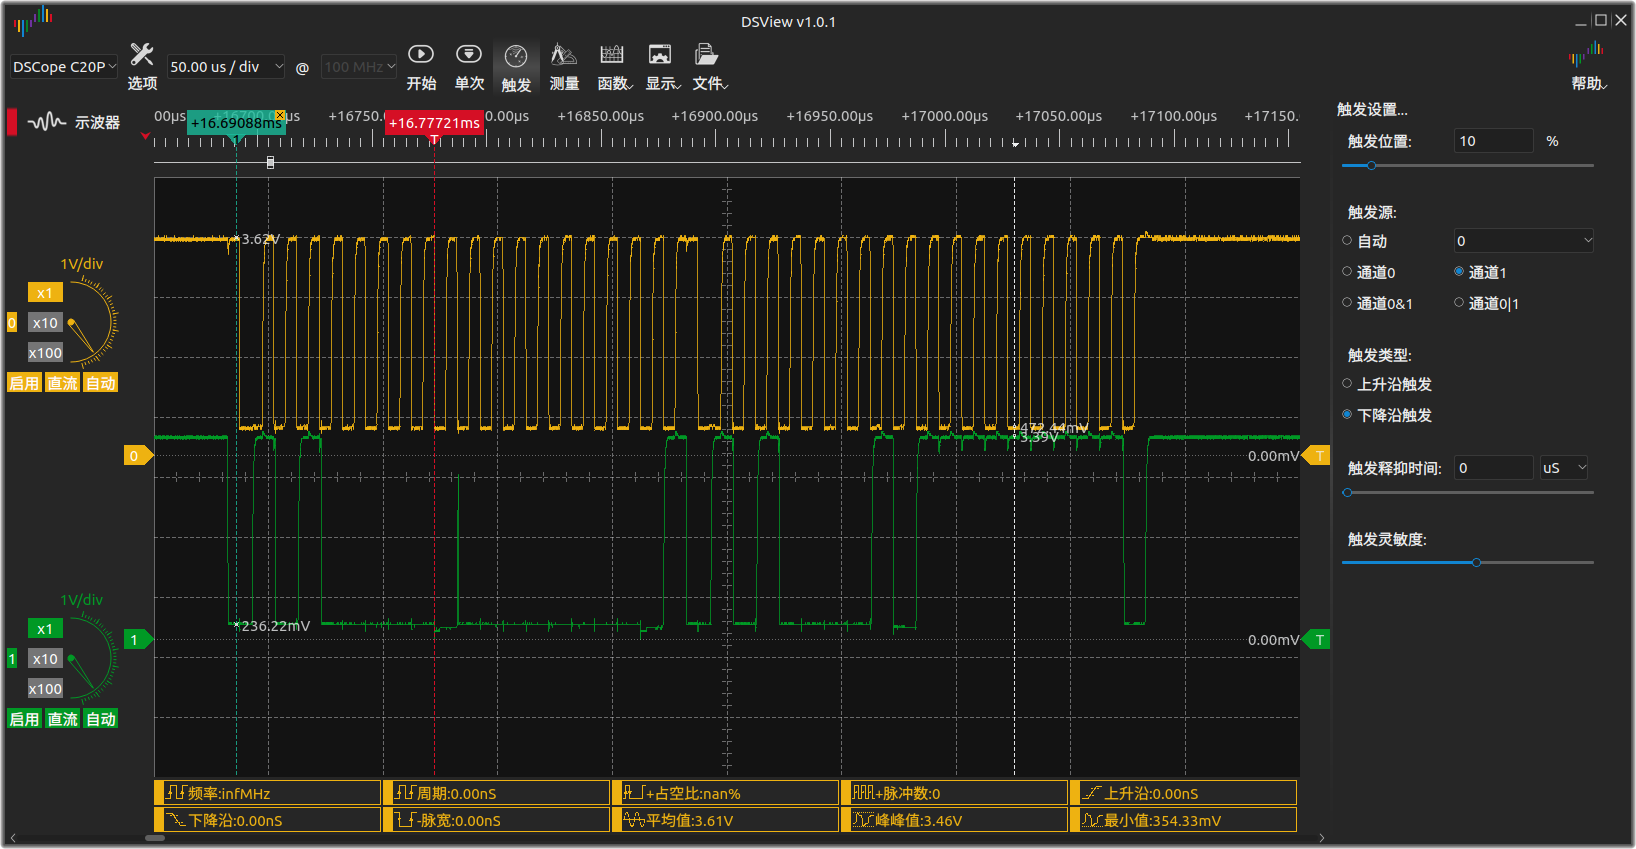 DSView v1.0.1
DSCope C20P 选项 50.00 us / div @ 100 MHz 开始 单次 触发 测量 函数 显示 文件 帮助
示波器
00µs +16.69088ms +16750. +16.77721ms 0.00µs +16850.00µs +16900.00µs +16950.00µs +17000.00µs +17050.00µs +17100.00µs +17150.
T
触发设置...
触发位置: 10 %
触发源:
自动 0
通道0 通道1
通道0&1 通道0|1
触发类型:
上升沿触发
下降沿触发
触发释抑时间: 0 uS
触发灵敏度:
3.62V
1V/div
x1
0 x10
x100
启用 直流 自动
472.44mV
3.39V
0 0.00mV T
1V/div
x1
1 x10
x100
启用 直流 自动
236.22mV
1 0.00mV T
频率:infMHz 周期:0.00nS +占空比:nan% +脉冲数:0 上升沿:0.00nS
下降沿:0.00nS -脉宽:0.00nS 平均值:3.61V 峰峰值:3.46V 最小值:354.33mV